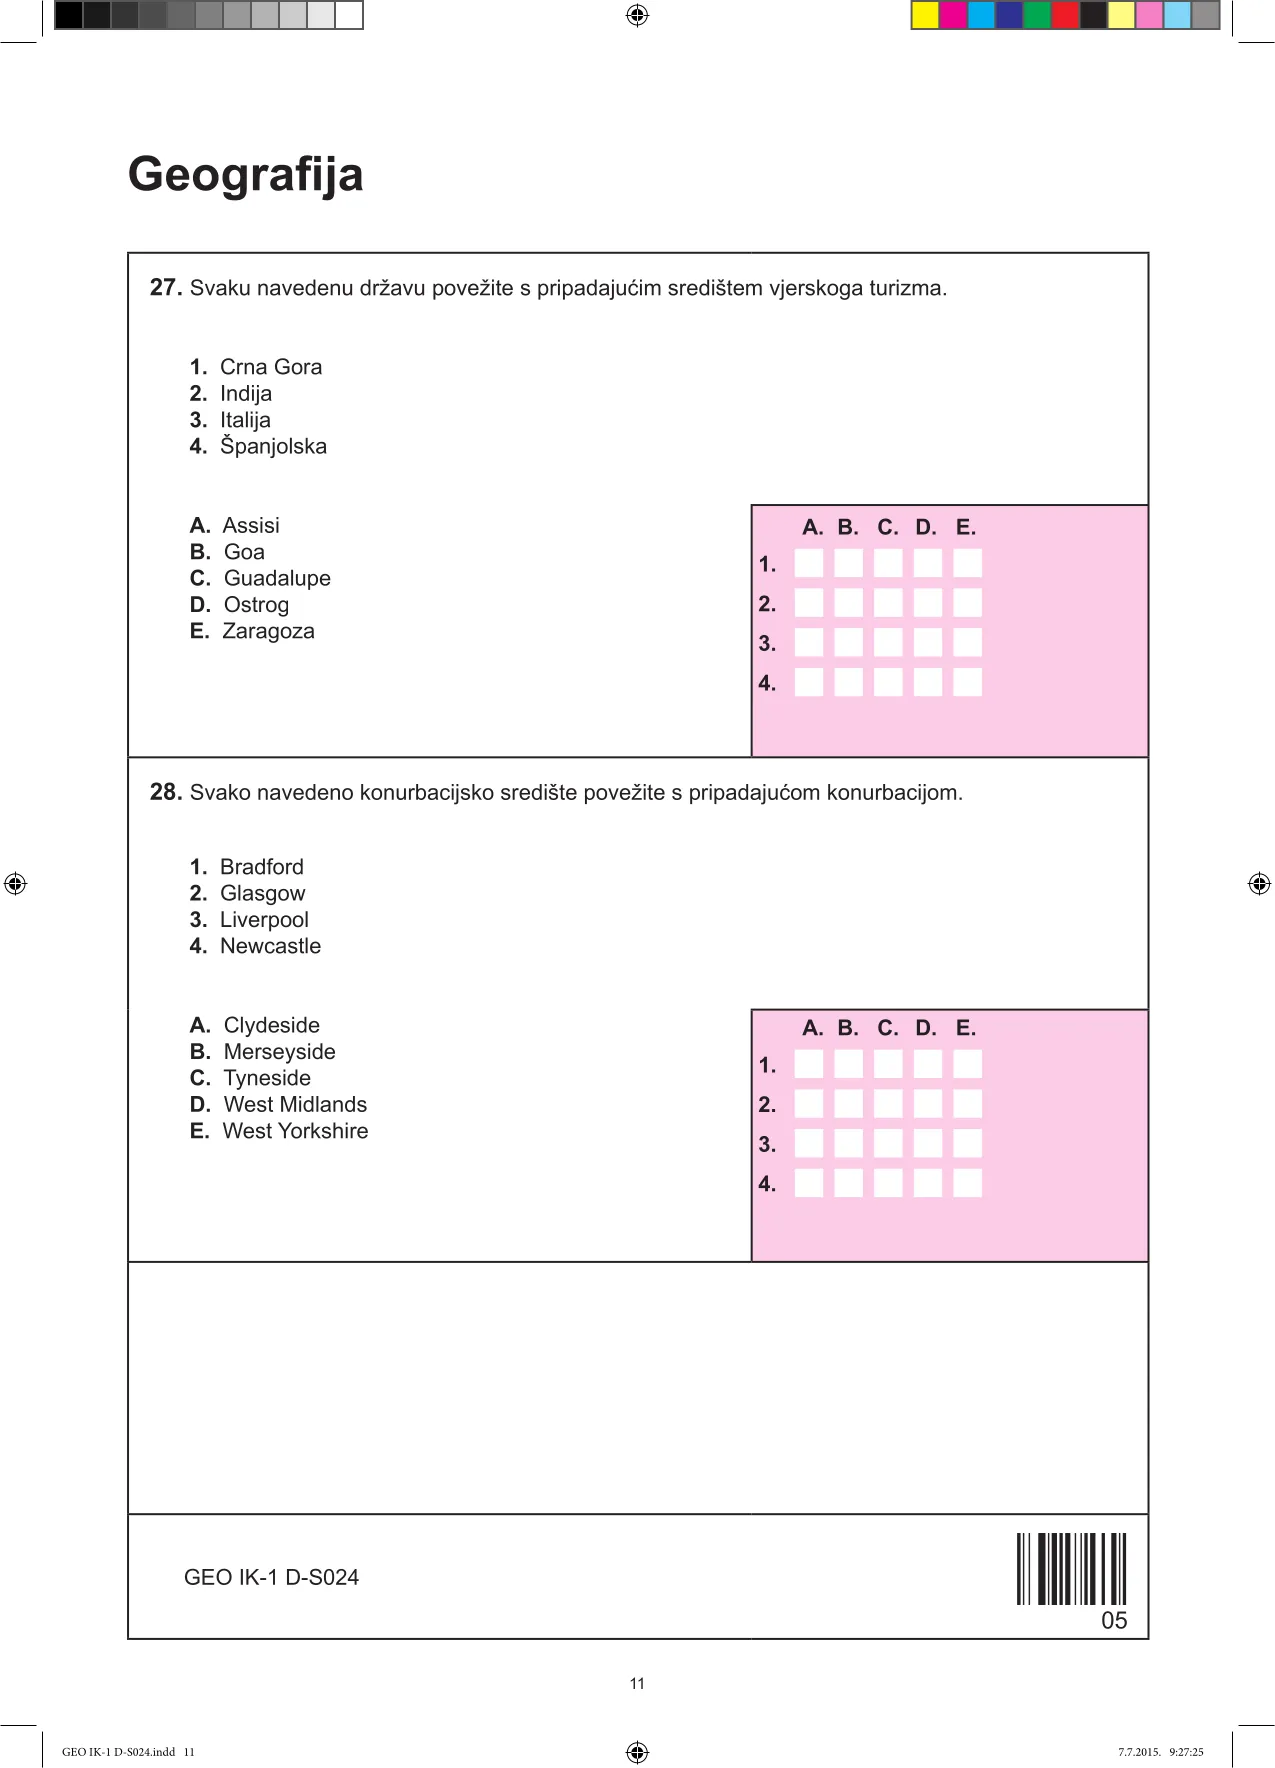 Geografija
27. Svaku navedenu državu povežite s pripadajućim središtem vjerskoga turizma.
1. Crna Gora
2. Indija
3. Italija
4. Španjolska
A. Assisi
B. Goa
C. Guadalupe
D. Ostrog
E. Zaragoza
A. B. C. D. E.
1.
2.
3.
4.
28. Svako navedeno konurbacijsko središte povežite s pripadajućom konurbacijom.
1. Bradford
2. Glasgow
3. Liverpool
4. Newcastle
A. Clydeside
B. Merseyside
C. Tyneside
D. West Midlands
E. West Yorkshire
A. B. C. D. E.
1.
2.
3.
4.
GEO IK-1 D-S024
05
11
GEO IK-1 D-S024.indd 11
7.7.2015. 9:27:25